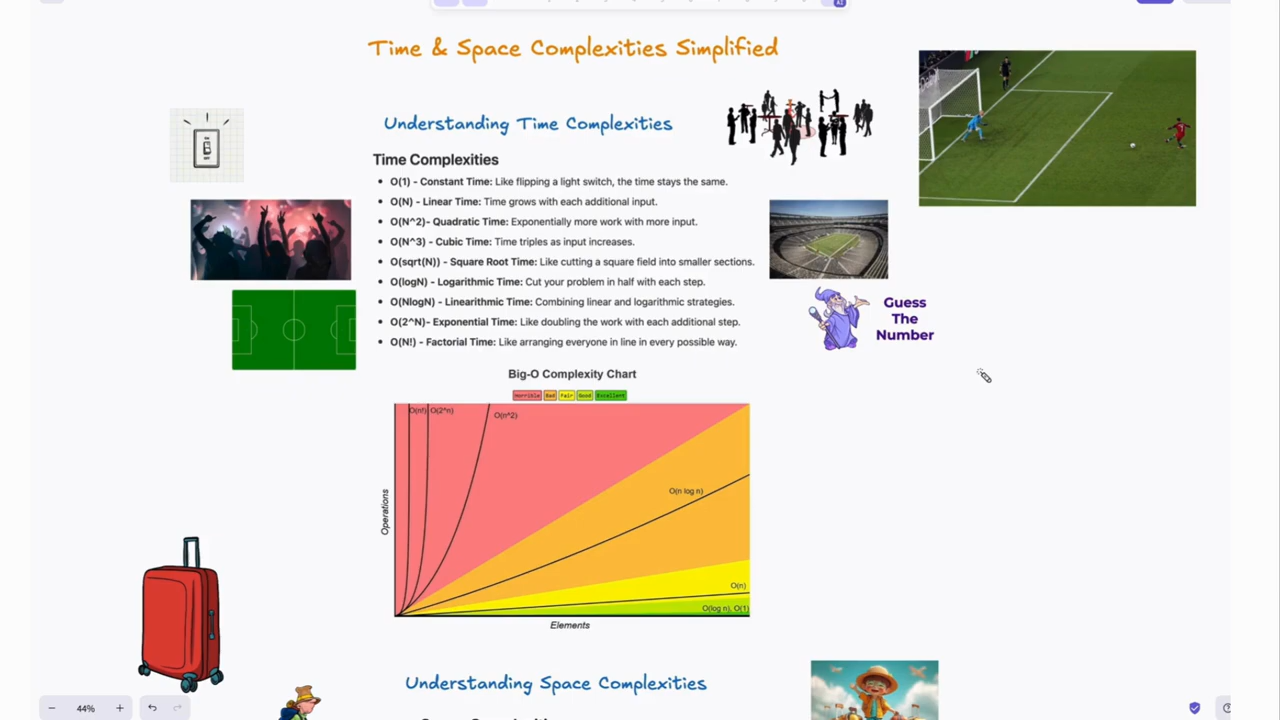 Time & Space Complexities Simplified
Understanding Time Complexities
Time Complexities
• O(1) - Constant Time: Like flipping a light switch, the time stays the same.
• O(N) - Linear Time: Time grows with each additional input.
• O(N^2)- Quadratic Time: Exponentially more work with more input.
• O(N^3) - Cubic Time: Time triples as input increases.
• O(sqrt(N)) - Square Root Time: Like cutting a square field into smaller sections.
• O(logN) - Logarithmic Time: Cut your problem in half with each step.
• O(NlogN) - Linearithmic Time: Combining linear and logarithmic strategies.
• O(2^N)- Exponential Time: Like doubling the work with each additional step.
• O(N!) - Factorial Time: Like arranging everyone in line in every possible way.
Guess
The
Number
Big-O Complexity Chart
Horrible Bad Fair Good Excellent
O(n!) O(2^n) O(n^2)
O(n log n)
O(n)
O(log n), O(1)
Operations
Elements
Understanding Space Complexities
44%
AI